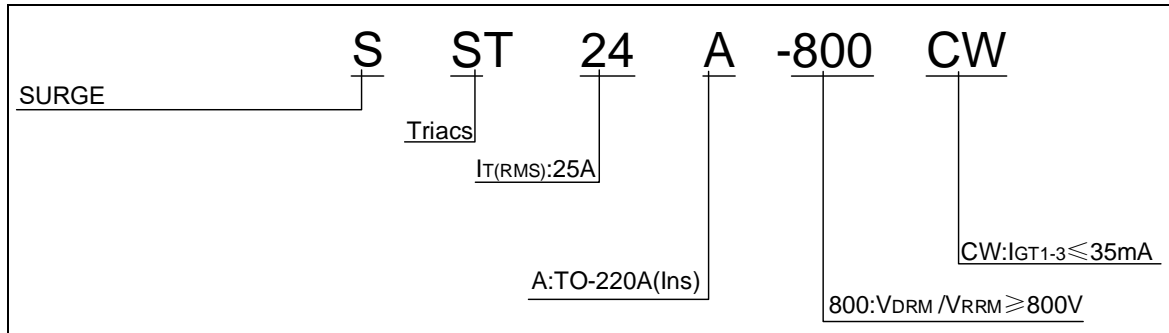 S ST 24 A -800 CW
SURGE
Triacs
IT(RMS):25A
CW:IGT1-3≤35mA
A:TO-220A(Ins)
800:VDRM/VRRM≥800V